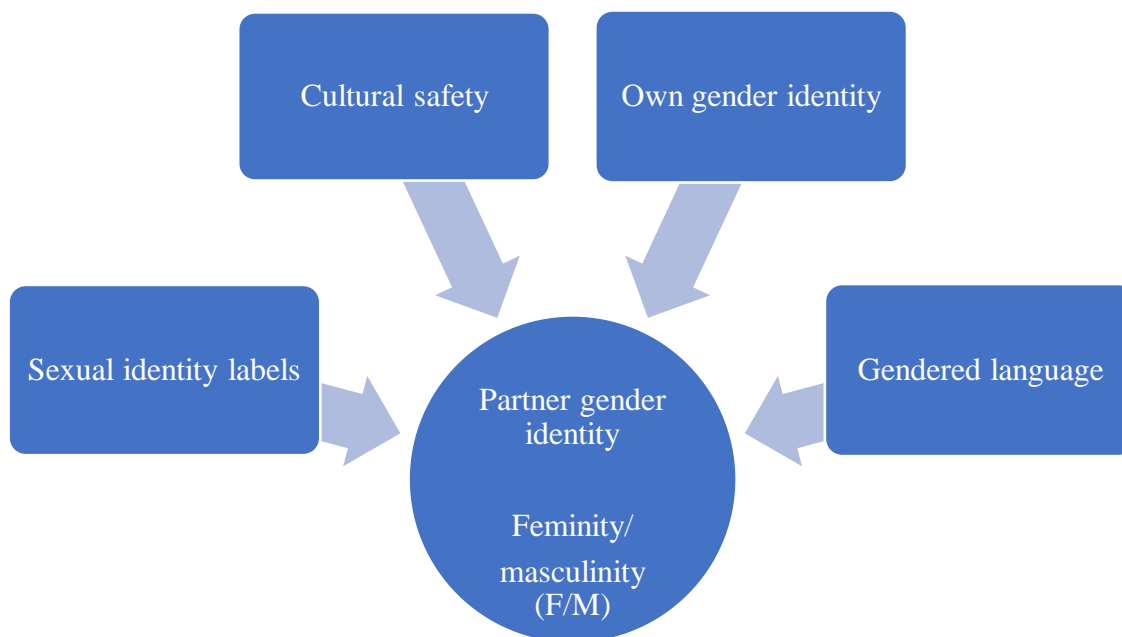 Cultural safety
Own gender identity
Sexual identity labels
Gendered language
Partner gender
identity
Feminity/
masculinity
(F/M)